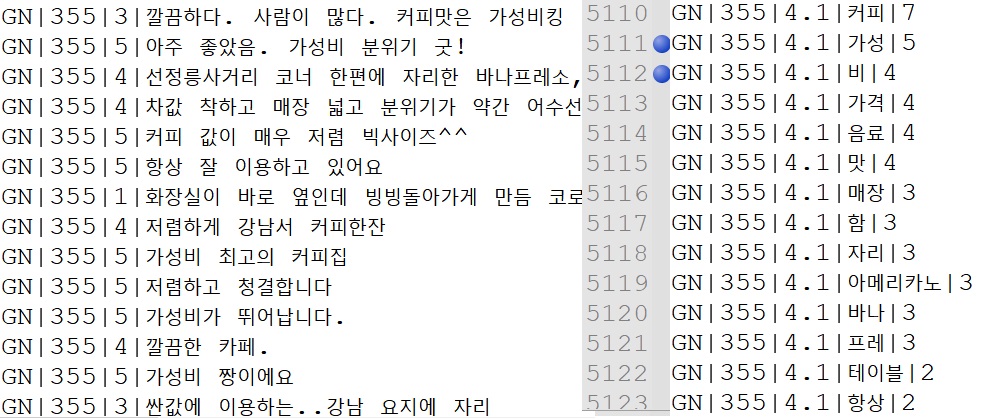 GN|355|3|깔끔하다. 사람이 많다. 커피맛은 가성비킹
GN|355|5|아주 좋았음. 가성비 분위기 굿!
GN|355|4|선정릉사거리 코너 한편에 자리한 바나프레소,
GN|355|4|차값 착하고 매장 넓고 분위기가 약간 어수선
GN|355|5|커피 값이 매우 저렴 빅사이즈^^
GN|355|5|항상 잘 이용하고 있어요
GN|355|1|화장실이 바로 옆인데 빙빙돌아가게 만듬 코로
GN|355|4|저렴하게 강남서 커피한잔
GN|355|5|가성비 최고의 커피집
GN|355|5|저렴하고 청결합니다
GN|355|5|가성비가 뛰어납니다.
GN|355|4|깔끔한 카페.
GN|355|5|가성비 짱이에요
GN|355|3|싼값에 이용하는..강남 요지에 자리
5110 GN|355|4.1|커피|7
5111 GN|355|4.1|가성|5
5112 GN|355|4.1|비|4
5113 GN|355|4.1|가격|4
5114 GN|355|4.1|음료|4
5115 GN|355|4.1|맛|4
5116 GN|355|4.1|매장|3
5117 GN|355|4.1|함|3
5118 GN|355|4.1|자리|3
5119 GN|355|4.1|아메리카노|3
5120 GN|355|4.1|바나|3
5121 GN|355|4.1|프레|3
5122 GN|355|4.1|테이블|2
5123 GN|355|4.1|항상|2